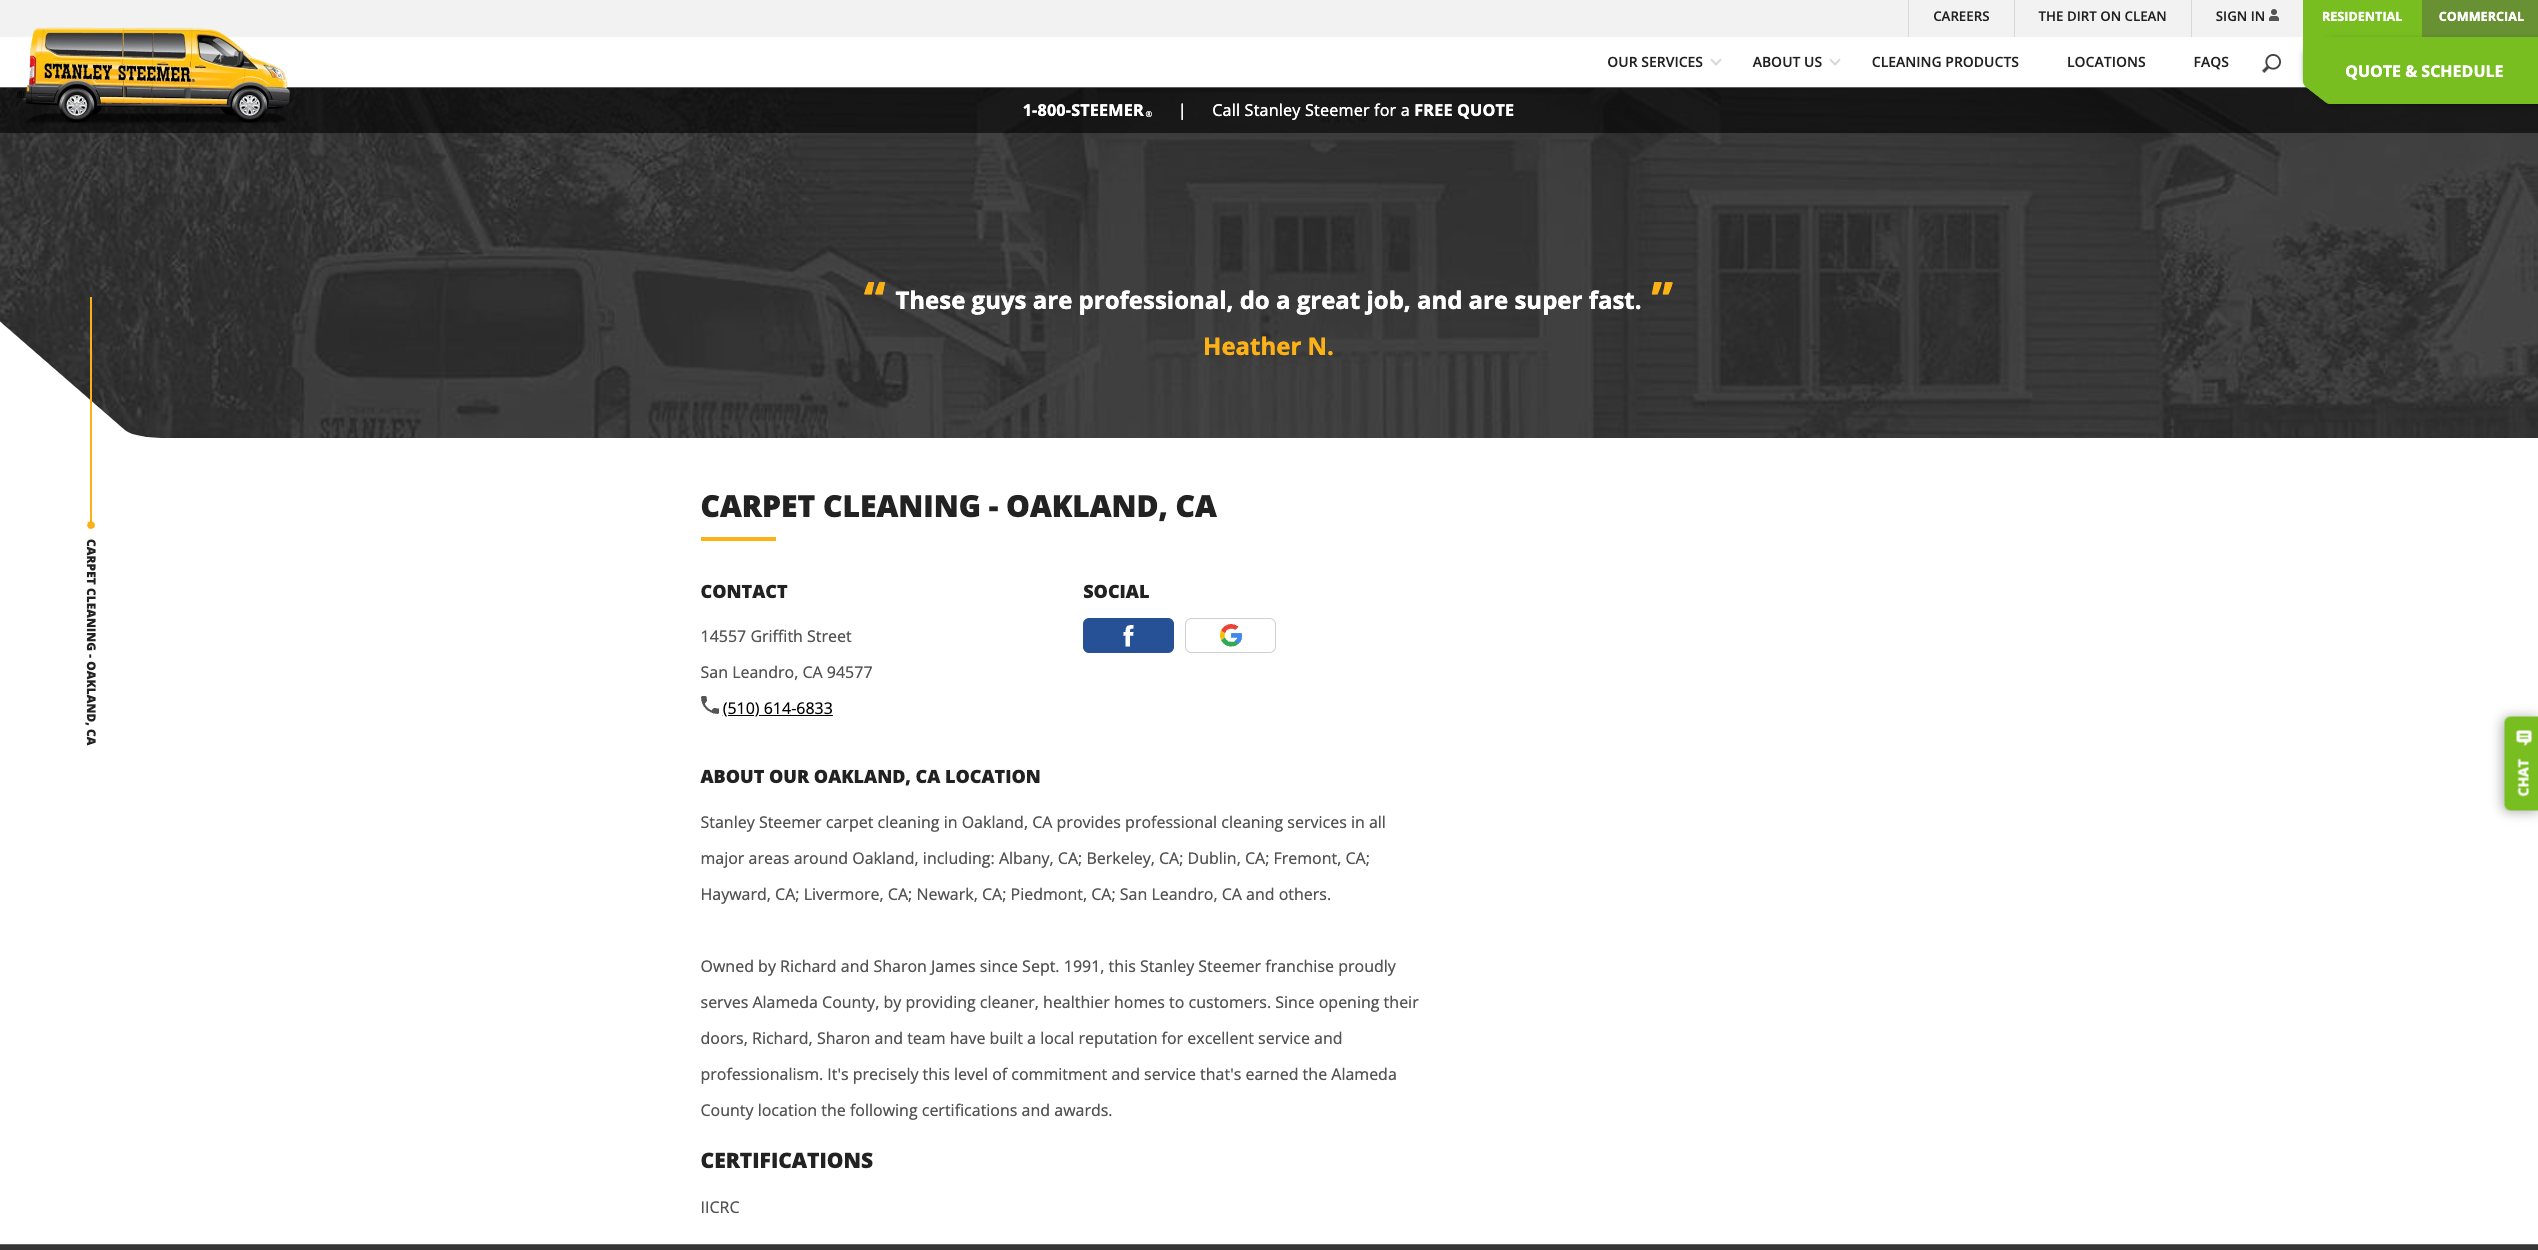 CAREERS
THE DIRT ON CLEAN
SIGN IN
RESIDENTIAL
COMMERCIAL
STANLEY STEEMER
OUR SERVICES
ABOUT US
CLEANING PRODUCTS
LOCATIONS
FAQS
QUOTE & SCHEDULE
1-800-STEEMER® | Call Stanley Steemer for a FREE QUOTE
" These guys are professional, do a great job, and are super fast. "
Heather N.
STANLEY
STANLEY STEEMER
CARPET CLEANING - OAKLAND, CA
CARPET CLEANING - OAKLAND, CA
CONTACT
14557 Griffith Street
San Leandro, CA 94577
(510) 614-6833
SOCIAL
f
G
CHAT
ABOUT OUR OAKLAND, CA LOCATION
Stanley Steemer carpet cleaning in Oakland, CA provides professional cleaning services in all
major areas around Oakland, including: Albany, CA; Berkeley, CA; Dublin, CA; Fremont, CA;
Hayward, CA; Livermore, CA; Newark, CA; Piedmont, CA; San Leandro, CA and others.
Owned by Richard and Sharon James since Sept. 1991, this Stanley Steemer franchise proudly
serves Alameda County, by providing cleaner, healthier homes to customers. Since opening their
doors, Richard, Sharon and team have built a local reputation for excellent service and
professionalism. It's precisely this level of commitment and service that's earned the Alameda
County location the following certifications and awards.
CERTIFICATIONS
IICRC